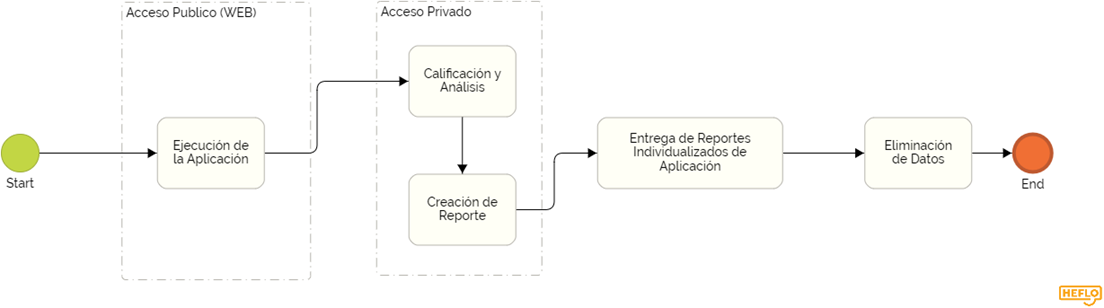 Acceso Publico (WEB)
Acceso Privado
Calificación y
Análisis
Ejecución de
la Aplicación
Entrega de Reportes
Individualizados de
Aplicación
Eliminación
de Datos
Start
End
Creación de
Reporte
HEFLO